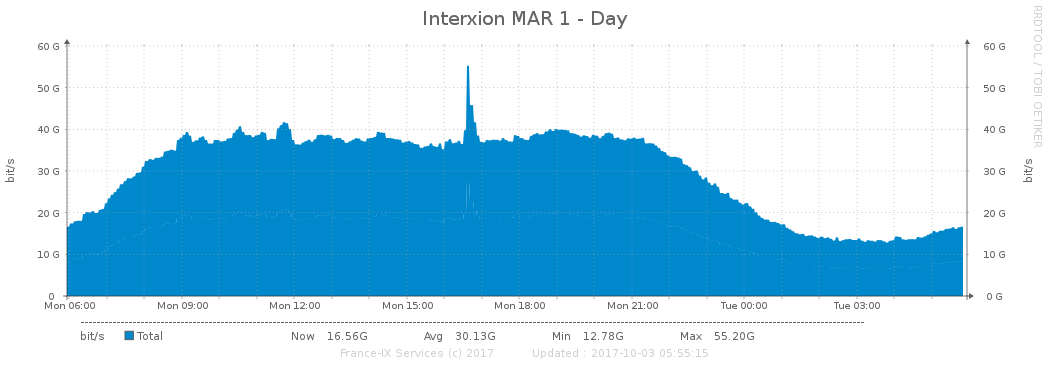 Interxion MAR 1 - Day
RRDTOOL / TOBI OETIKER
60 G 60 G
50 G 50 G
40 G 40 G
30 G 30 G
20 G 20 G
10 G 10 G
0 0 G
bit/s bit/s
Mon 06:00 Mon 09:00 Mon 12:00 Mon 15:00 Mon 18:00 Mon 21:00 Tue 00:00 Tue 03:00
bit/s Total Now 16.56G Avg 30.13G Min 12.78G Max 55.20G
France-IX Services (c) 2017 Updated : 2017-10-03 05:55:15